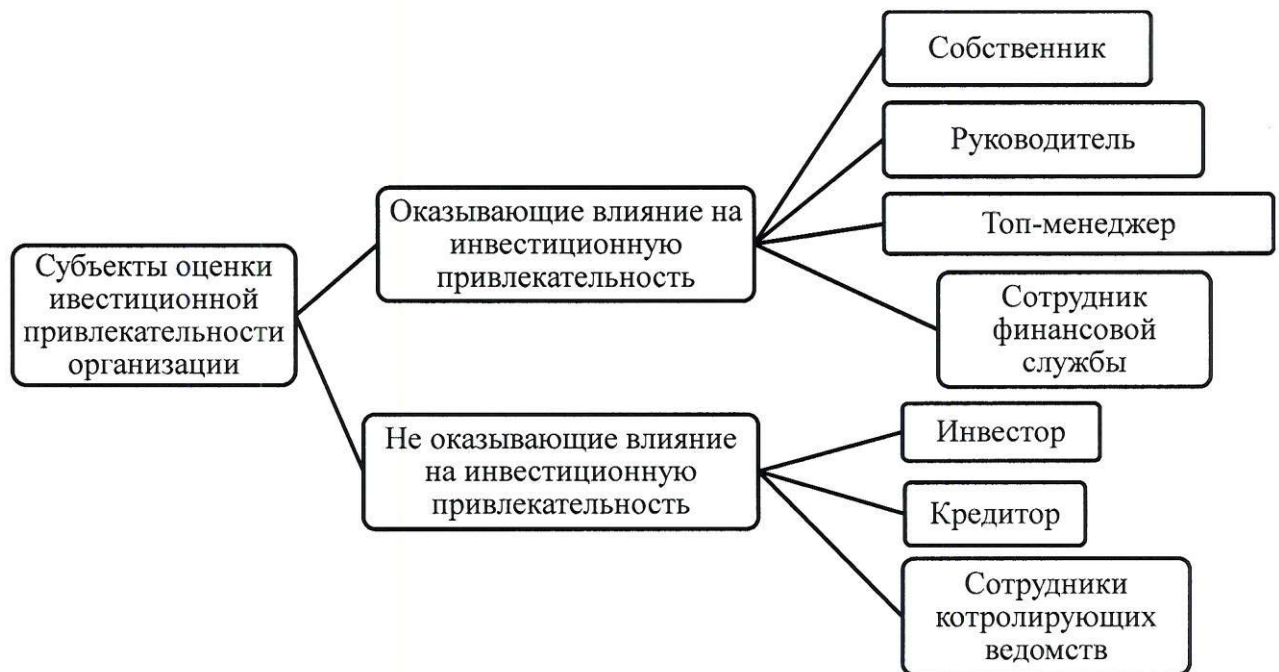 Субъекты оценки
ивестиционной
привлекательности
организации
Оказывающие влияние на
инвестиционную
привлекательность
Собственник
Руководитель
Топ-менеджер
Сотрудник
финансовой
службы
Не оказывающие влияние
на инвестиционную
привлекательность
Инвестор
Кредитор
Сотрудники
котролирующих
ведомств